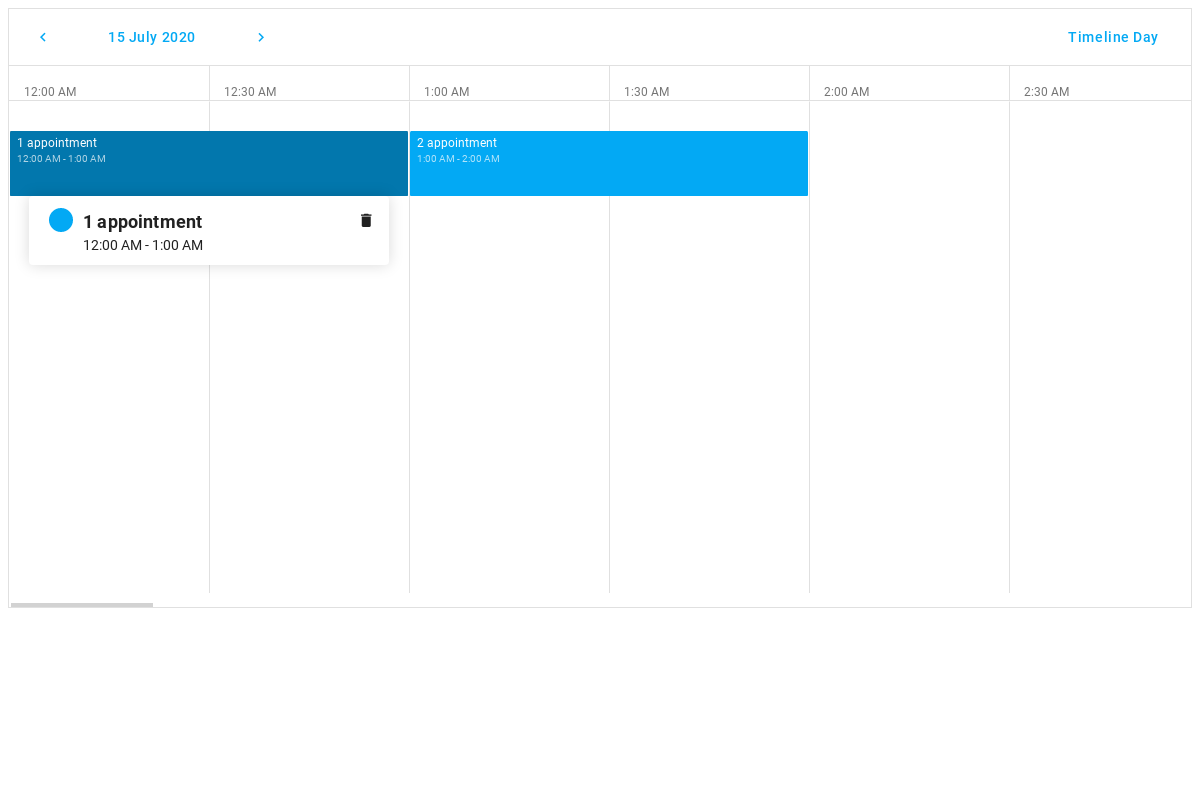 15 July 2020
Timeline Day
12:00 AM
12:30 AM
1:00 AM
1:30 AM
2:00 AM
2:30 AM
1 appointment
12:00 AM - 1:00 AM
2 appointment
1:00 AM - 2:00 AM
1 appointment
12:00 AM - 1:00 AM